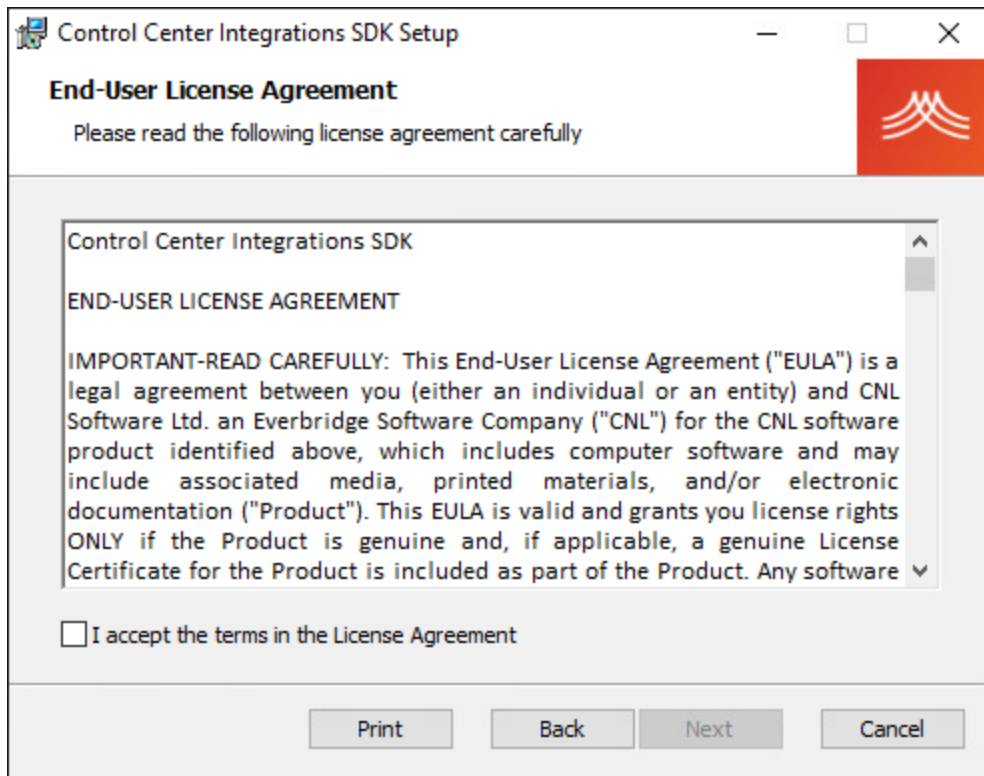 Control Center Integrations SDK Setup
End-User License Agreement
Please read the following license agreement carefully
Control Center Integrations SDK
END-USER LICENSE AGREEMENT
IMPORTANT-READ CAREFULLY: This End-User License Agreement ("EULA") is a
legal agreement between you (either an individual or an entity) and CNL
Software Ltd. an Everbridge Software Company ("CNL") for the CNL software
product identified above, which includes computer software and may
include associated media, printed materials, and/or electronic
documentation ("Product"). This EULA is valid and grants you license rights
ONLY if the Product is genuine and, if applicable, a genuine License
Certificate for the Product is included as part of the Product. Any software
I accept the terms in the License Agreement
Print Back Next Cancel